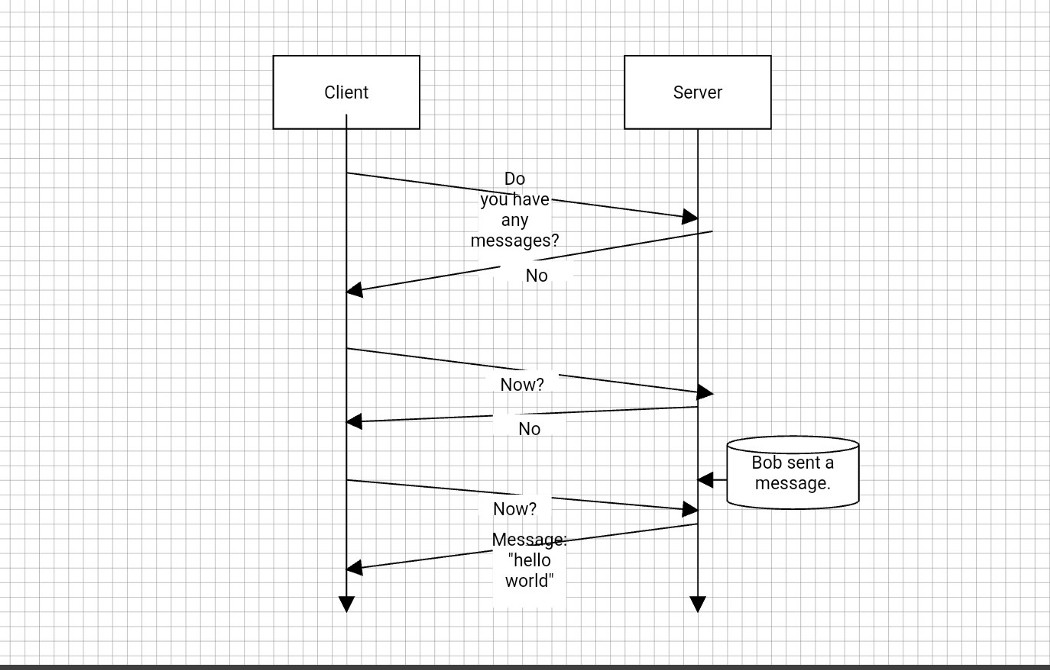 Client
Server
Do
you have
any
messages?
No
Now?
No
Bob sent a
message.
Now?
Message:
"hello
world"